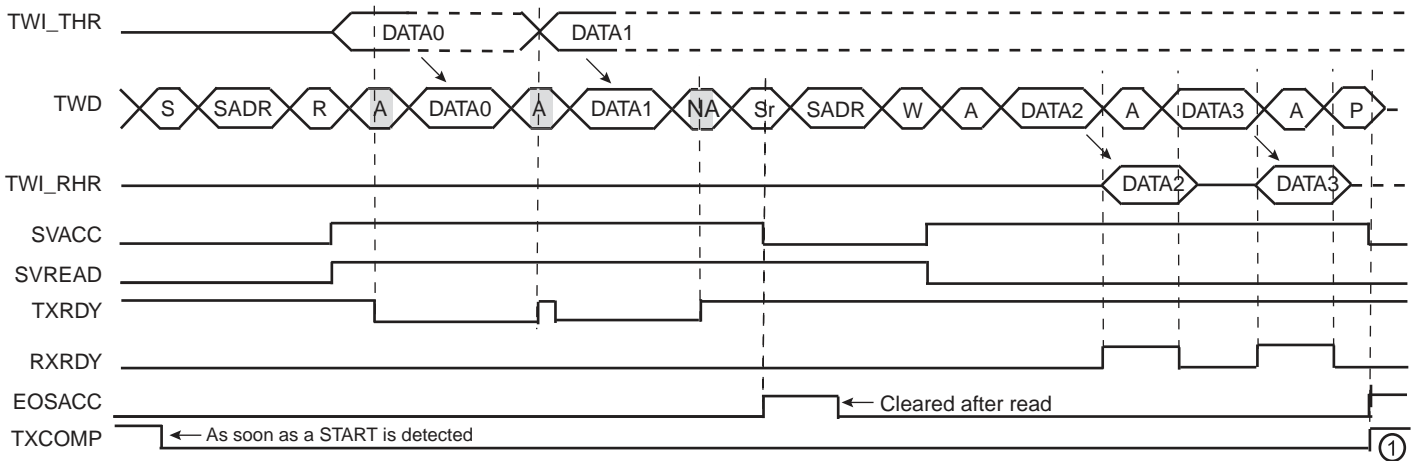 TWI_THR DATA0 DATA1
TWD S SADR R A DATA0 A DATA1 NA Sr SADR W A DATA2 A DATA3 A P
TWI_RHR DATA2 DATA3
SVACC
SVREAD
TXRDY
RXRDY
EOSACC Cleared after read
TXCOMP As soon as a START is detected 1